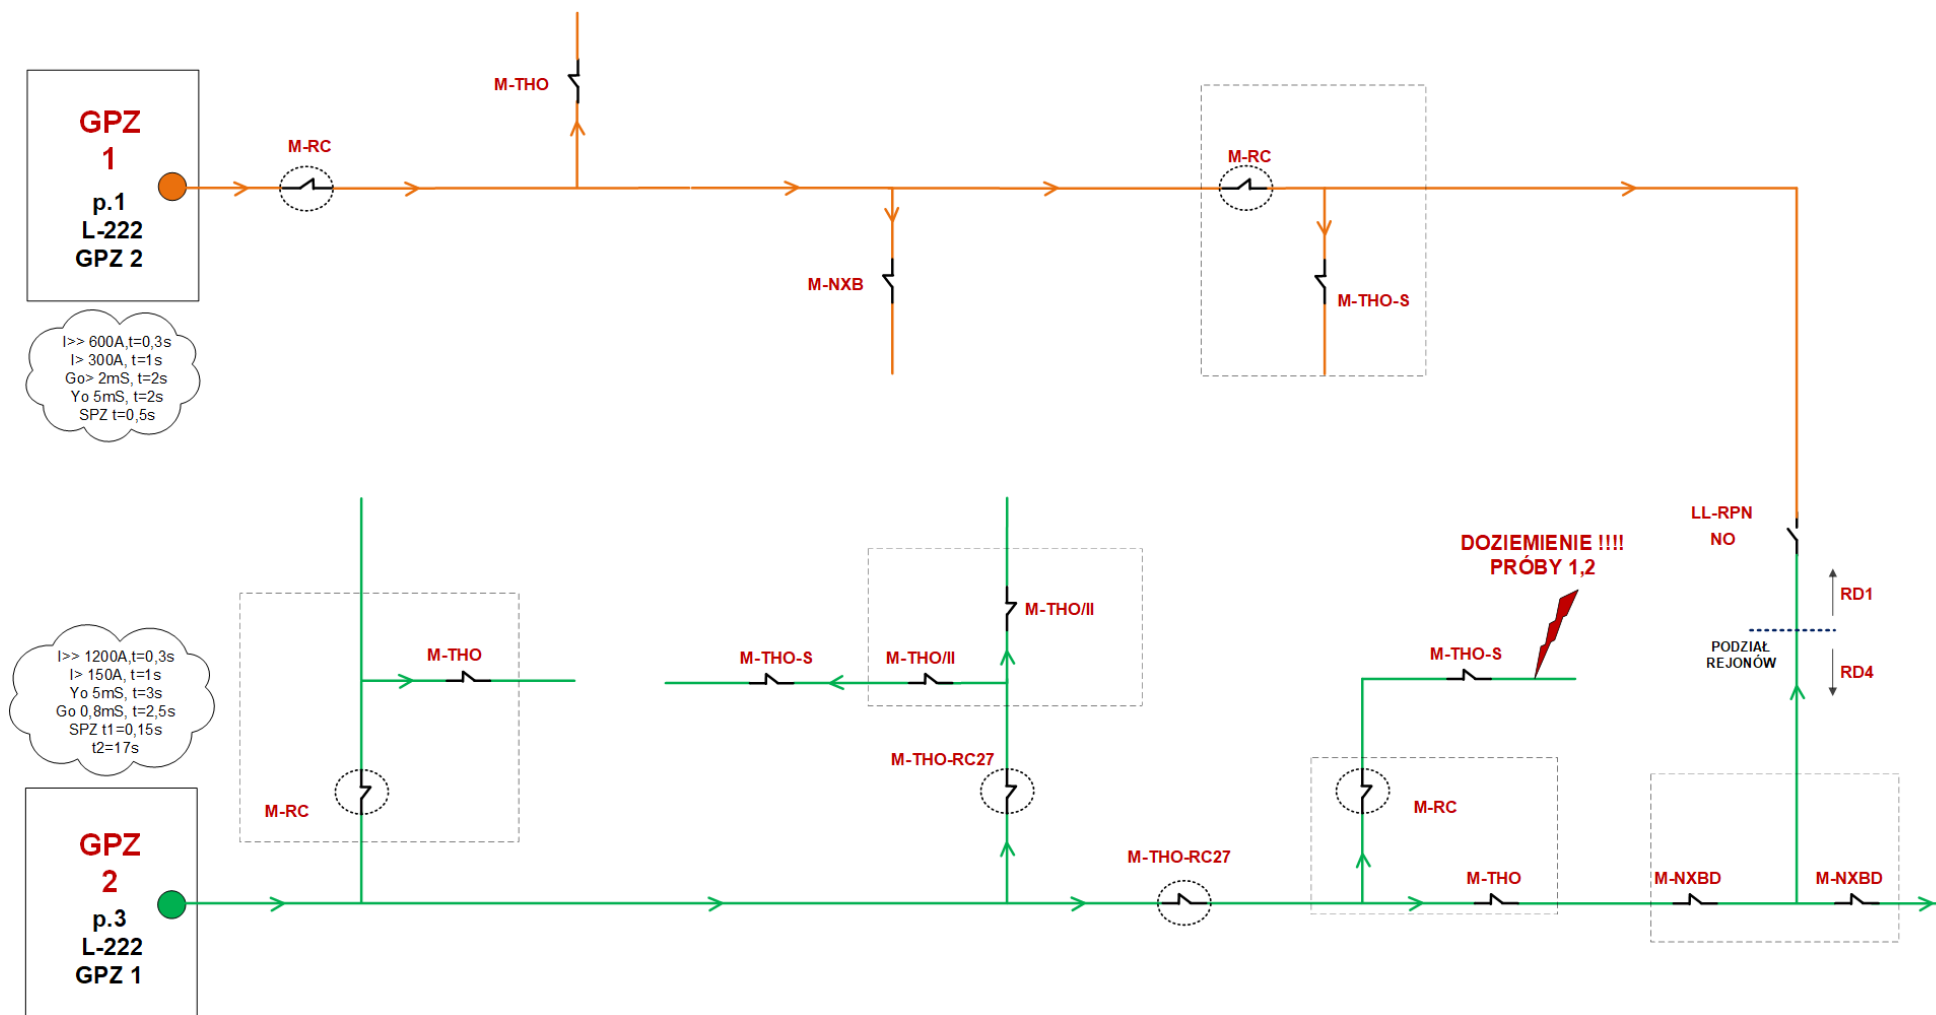 GPZ
1
p.1
L-222
GPZ 2
I>> 600A,t=0,3s
I> 300A, t=1s
Go> 2mS, t=2s
Yo 5mS, t=2s
SPZ t=0,5s
M-RC
M-THO
M-NXB
M-RC
M-THO-S
LL-RPN
NO
RD1
PODZIAŁ
REJONÓW
RD4
DOZIEMIENIE !!!!
PRÓBY 1,2
M-THO-S
M-THO
M-THO-S
M-THO/II
M-THO/II
M-RC
M-THO-RC27
M-RC
M-THO-RC27
M-THO
M-NXBD
M-NXBD
I>> 1200A,t=0,3s
I> 150A, t=1s
Yo 5mS, t=3s
Go 0,8mS, t=2,5s
SPZ t1=0,15s
t2=17s
GPZ
2
p.3
L-222
GPZ 1